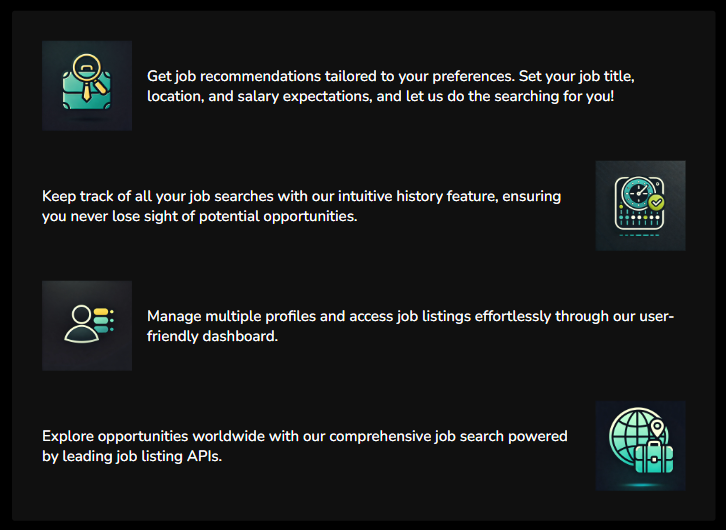 Get job recommendations tailored to your preferences. Set your job title,
location, and salary expectations, and let us do the searching for you!
Keep track of all your job searches with our intuitive history feature, ensuring
you never lose sight of potential opportunities.
Manage multiple profiles and access job listings effortlessly through our user-
friendly dashboard.
Explore opportunities worldwide with our comprehensive job search powered
by leading job listing APIs.